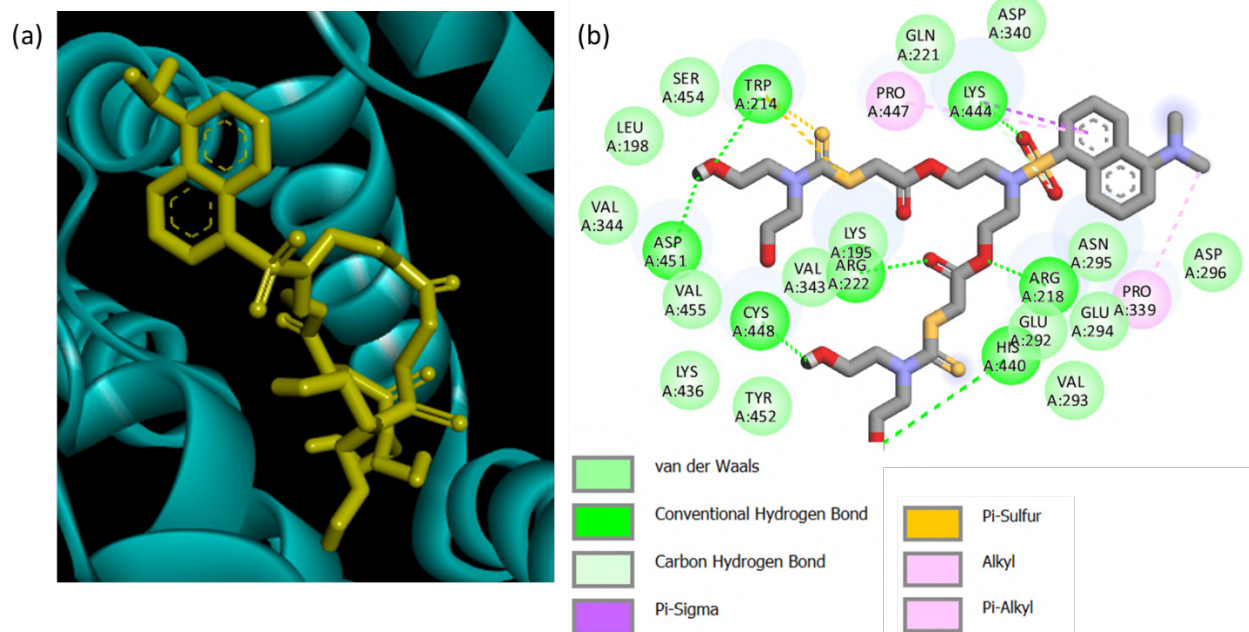 (a)
(b)
ASP
A:340
GLN
A:221
SER
A:454
TRP
A:214
PRO
A:447
LYS
A:444
LEU
A:198
VAL
A:344
ASP
A:451
LYS
A:195
VAL
A:343
ARG
A:222
ASN
A:295
ASP
A:296
VAL
A:455
ARG
A:218
PRO
A:339
CYS
A:448
GLU
A:292
GLU
A:294
HIS
A:440
LYS
A:436
TYR
A:452
VAL
A:293
van der Waals
Conventional Hydrogen Bond
Carbon Hydrogen Bond
Pi-Sigma
Pi-Sulfur
Alkyl
Pi-Alkyl